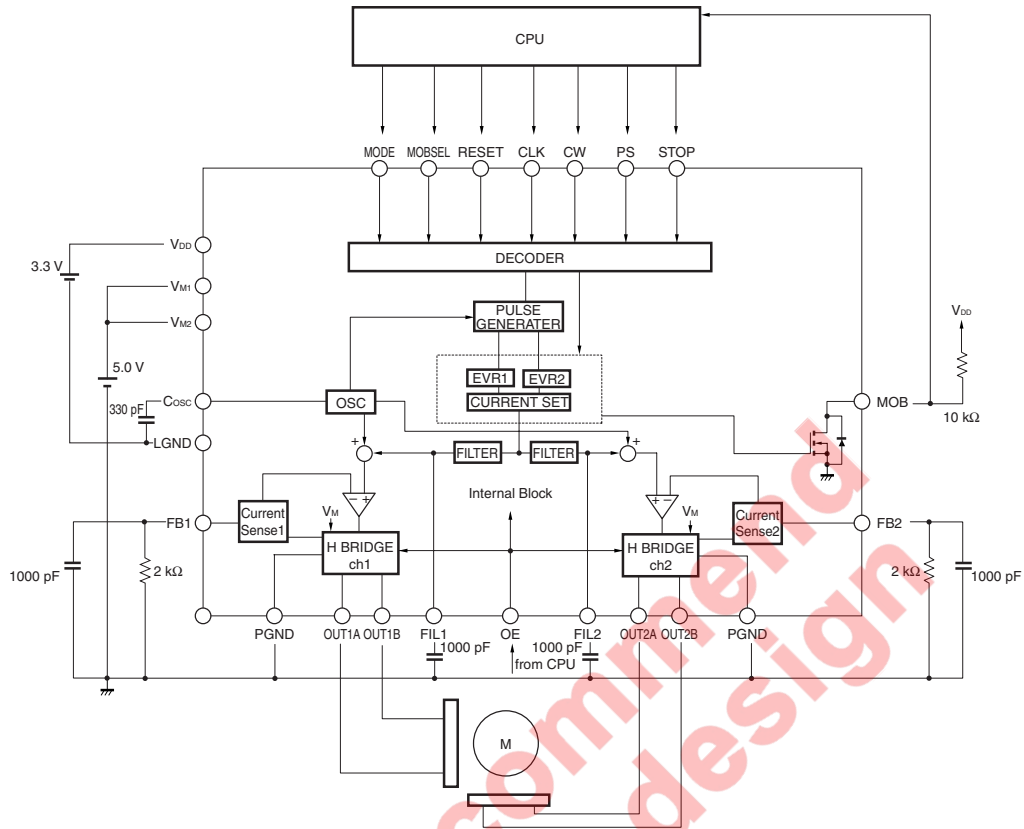 CPU
MODE MOBSEL RESET CLK CW PS STOP
DECODER
VDD
3.3 V
VM1
VM2
5.0 V
COSC
330 pF
LGND
PULSE
GENERATER
EVR1 EVR2
CURRENT SET
OSC
FILTER FILTER
+ +
VDD
MOB
10 kΩ
Internal Block
− + + −
Current
Sense1
VM
H BRIDGE
ch1
VM
H BRIDGE
ch2
Current
Sense2
FB1
1000 pF
2 kΩ
FB2
2 kΩ
1000 pF
PGND OUT1A OUT1B FIL1 OE FIL2 OUT2A OUT2B PGND
1000 pF
from CPU
1000 pF
M
commend
design